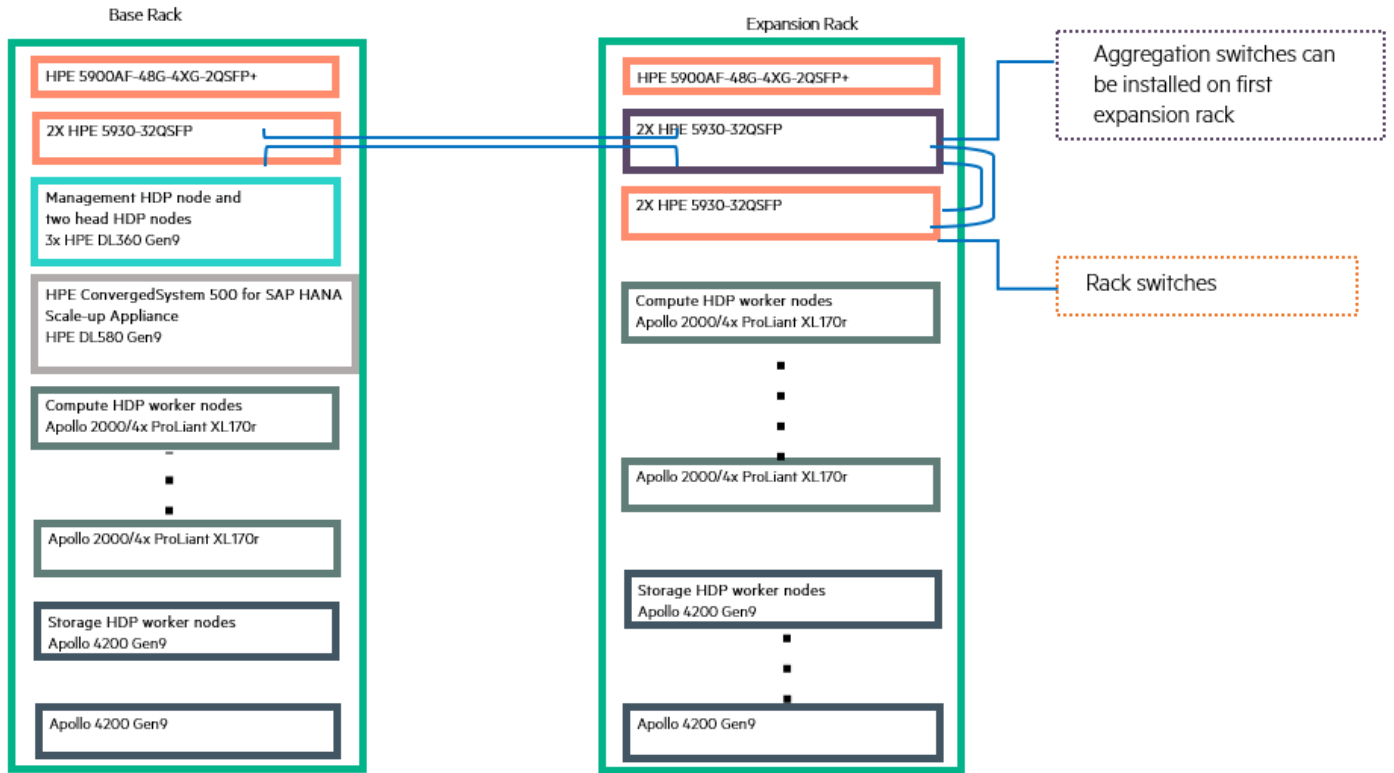 Base Rack
HPE 5900AF-48G-4XG-2QSFP+
2X HPE 5930-32QSFP
Management HDP node and
two head HDP nodes
3x HPE DL360 Gen9
HPE ConvergedSystem 500 for SAP HANA
Scale-up Appliance
HPE DL580 Gen9
Compute HDP worker nodes
Apollo 2000/4x ProLiant XL170r
Apollo 2000/4x ProLiant XL170r
Storage HDP worker nodes
Apollo 4200 Gen9
Apollo 4200 Gen9
Expansion Rack
HPE 5900AF-48G-4XG-2QSFP+
2X HPE 5930-32QSFP
2X HPE 5930-32QSFP
Compute HDP worker nodes
Apollo 2000/4x ProLiant XL170r
Apollo 2000/4x ProLiant XL170r
Storage HDP worker nodes
Apollo 4200 Gen9
Apollo 4200 Gen9
Aggregation switches can
be installed on first
expansion rack
Rack switches